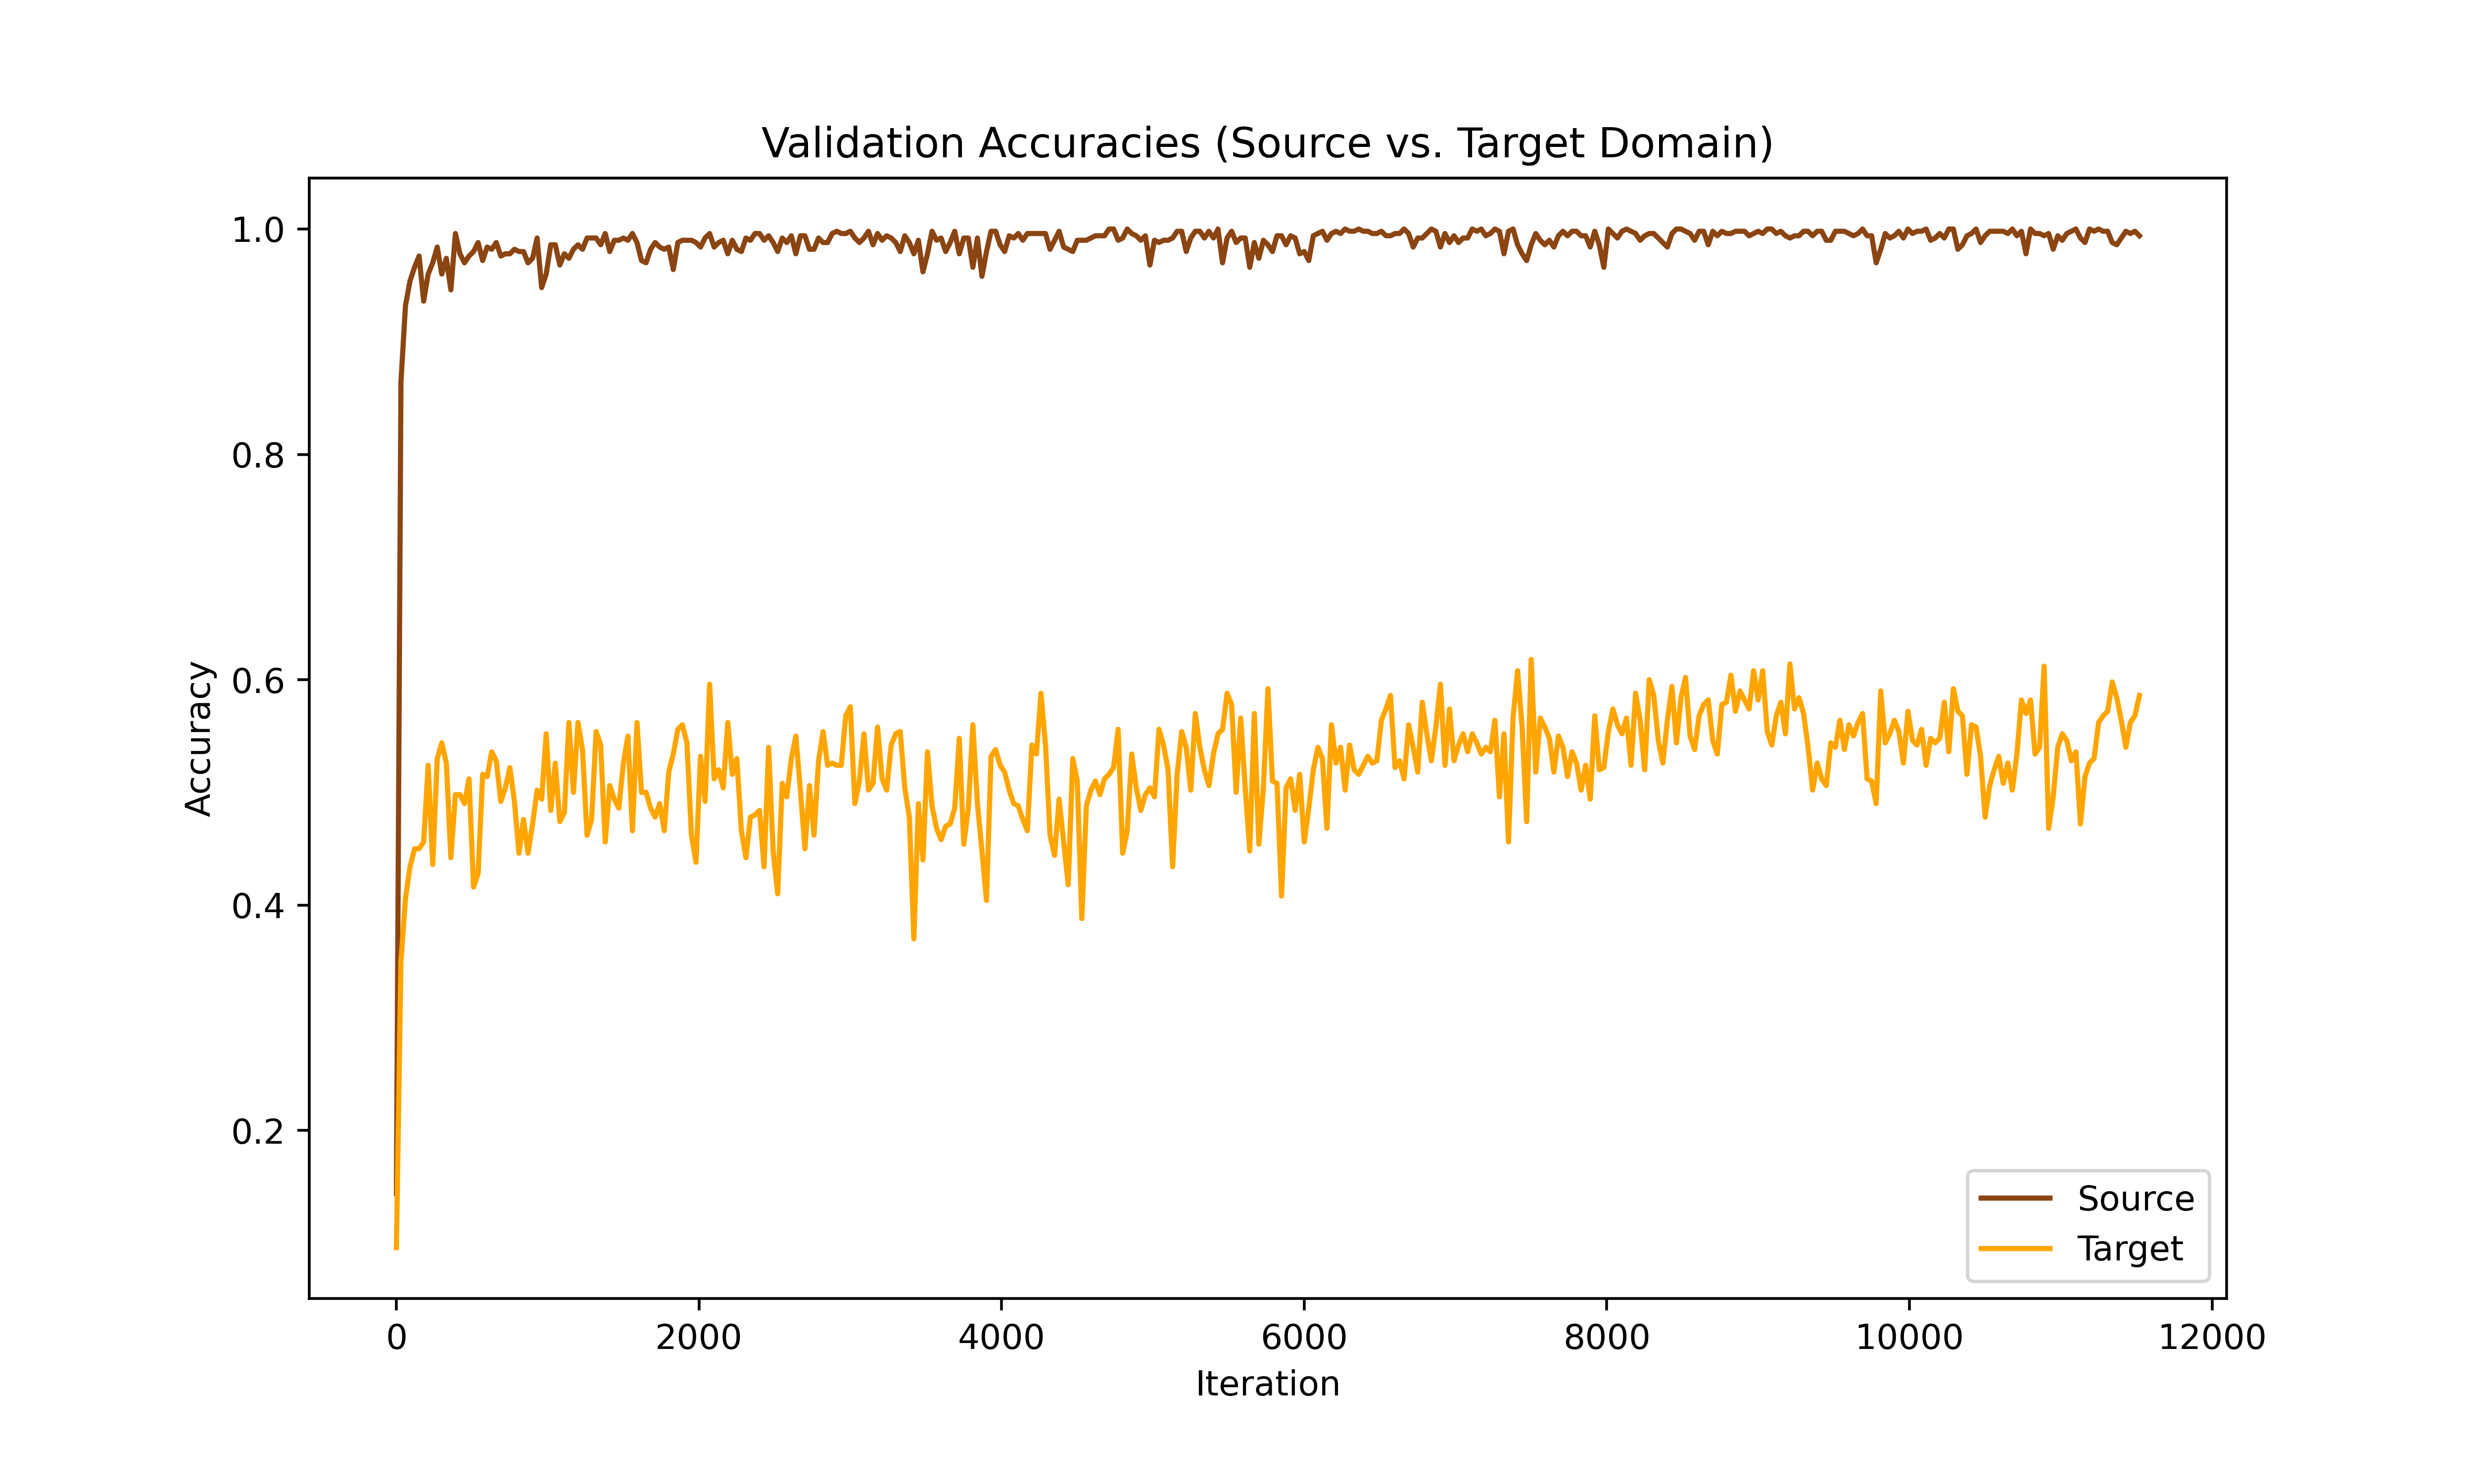 Validation Accuracies (Source vs. Target Domain)
1.0
0.8
0.6
0.4
0.2
Accuracy
0 2000 4000 6000 8000 10000 12000
Iteration
Source
Target